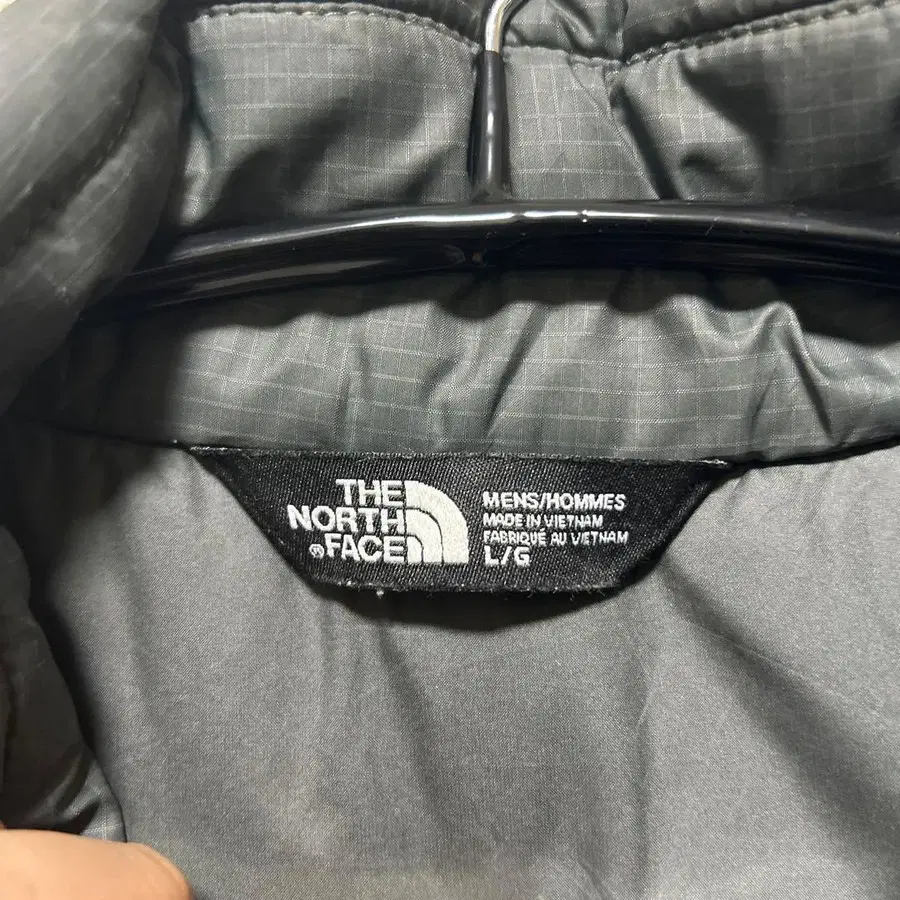 THE
NORTH
® FACE
MENS/HOMMES
MADE IN VIETNAM
FABRIQUÉ AU VIETNAM
L/G